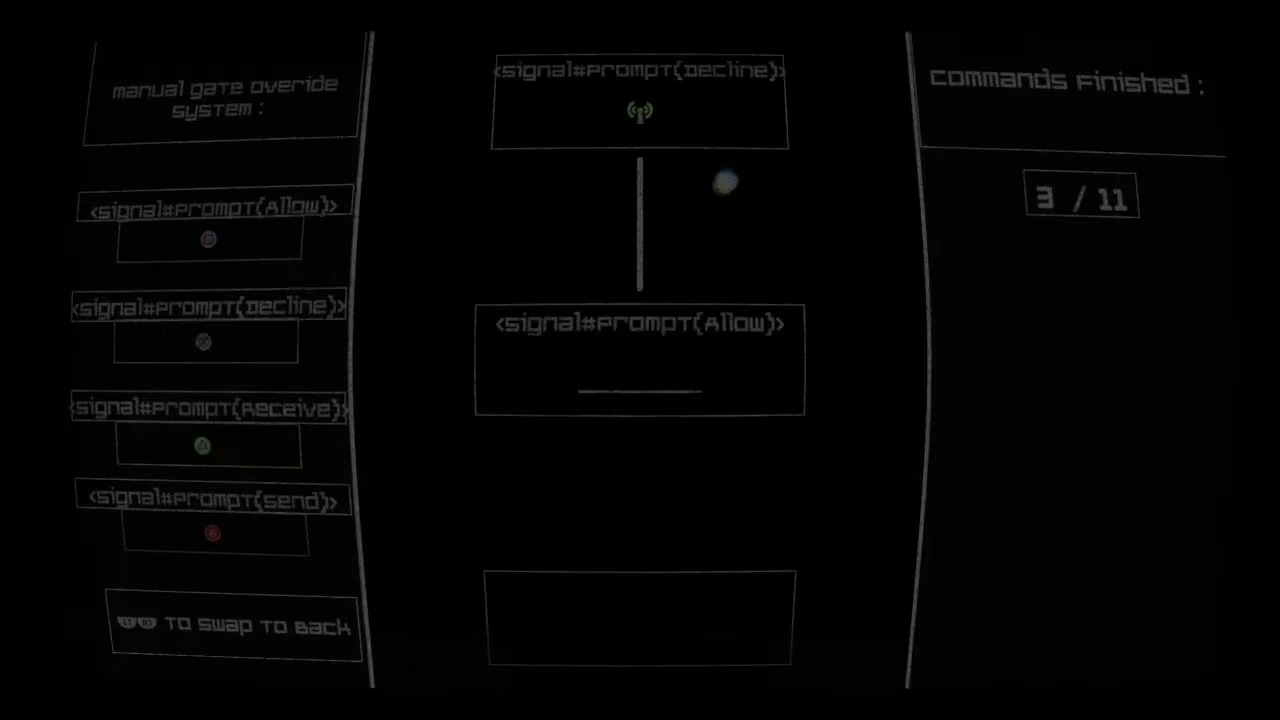 manual gate overide
system :
<signal#prompt(Allow)>
<signal#prompt(Decline)>
<signal#prompt(Receive)>
<signal#prompt(send)>
to swap to back
<signal#prompt(Decline)>
<signal#prompt(Allow)>
commands finished :
3 / 11